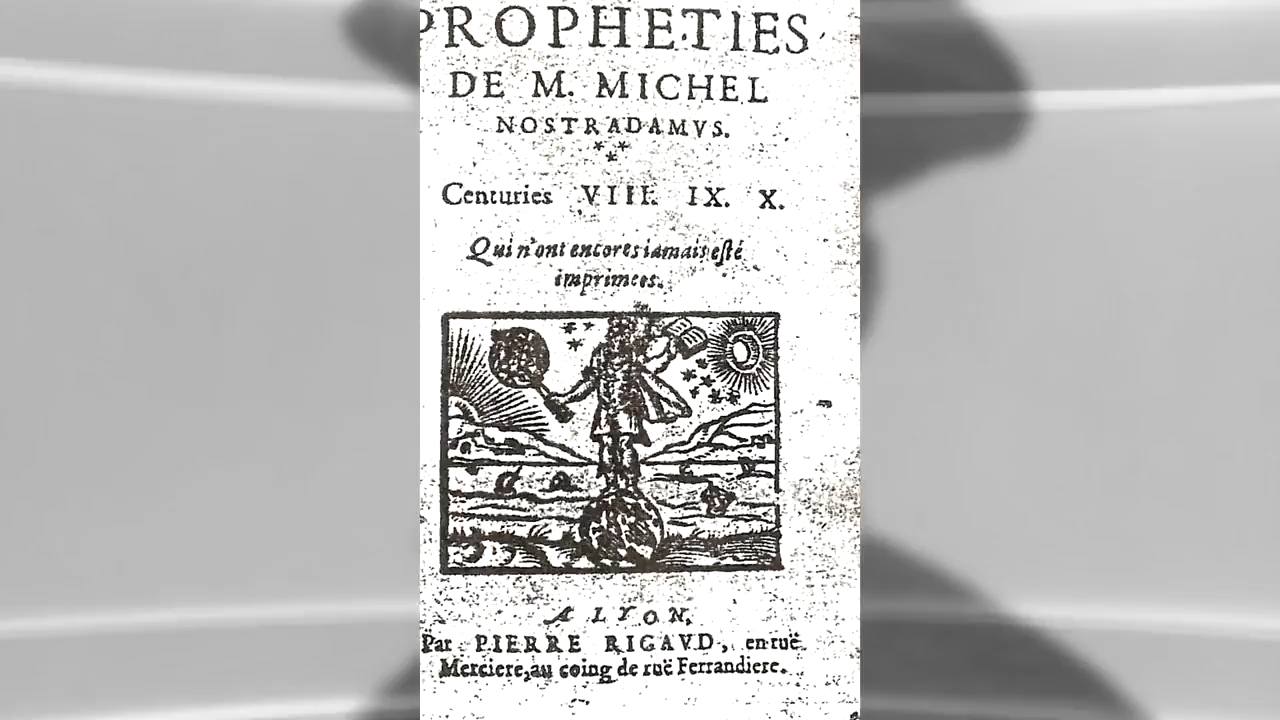 PROPHETIES
DE M. MICHEL
NOSTRADAMVS.
Centuries VIII. IX. X.
Qui n'ont encores iamais esté
imprimees.
A LYON,
Par PIERRE RIGAVD, en ruë
Merciere, au coing de ruë Ferrandiere.